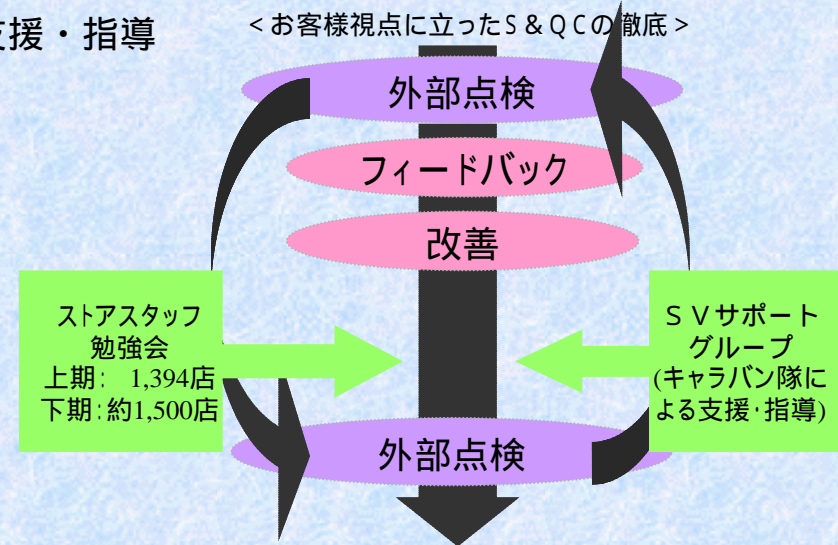 支援・指導
<お客様視点に立ったS＆QCの徹底>
外部点検
フィードバック
改善
ストアスタッフ
勉強会
上期： 1,394店
下期：約1,500店
ＳＶサポート
グループ
(キャラバン隊に
よる支援・指導)
外部点検